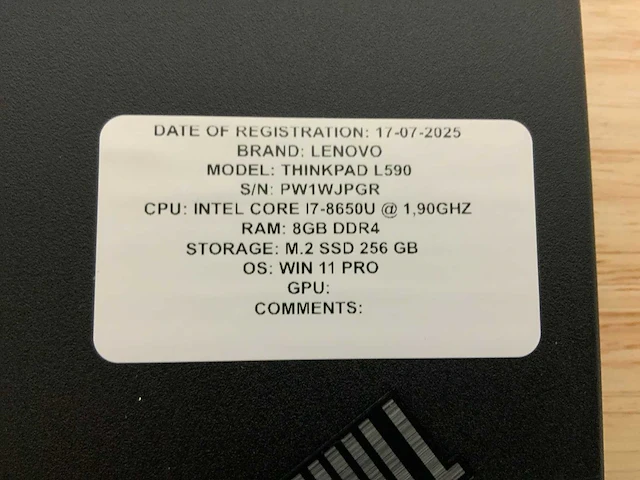 DATE OF REGISTRATION: 17-07-2025
BRAND: LENOVO
MODEL: THINKPAD L590
S/N: PW1WJPGR
CPU: INTEL CORE I7-8650U @ 1,90GHZ
RAM: 8GB DDR4
STORAGE: M.2 SSD 256 GB
OS: WIN 11 PRO
GPU:
COMMENTS: